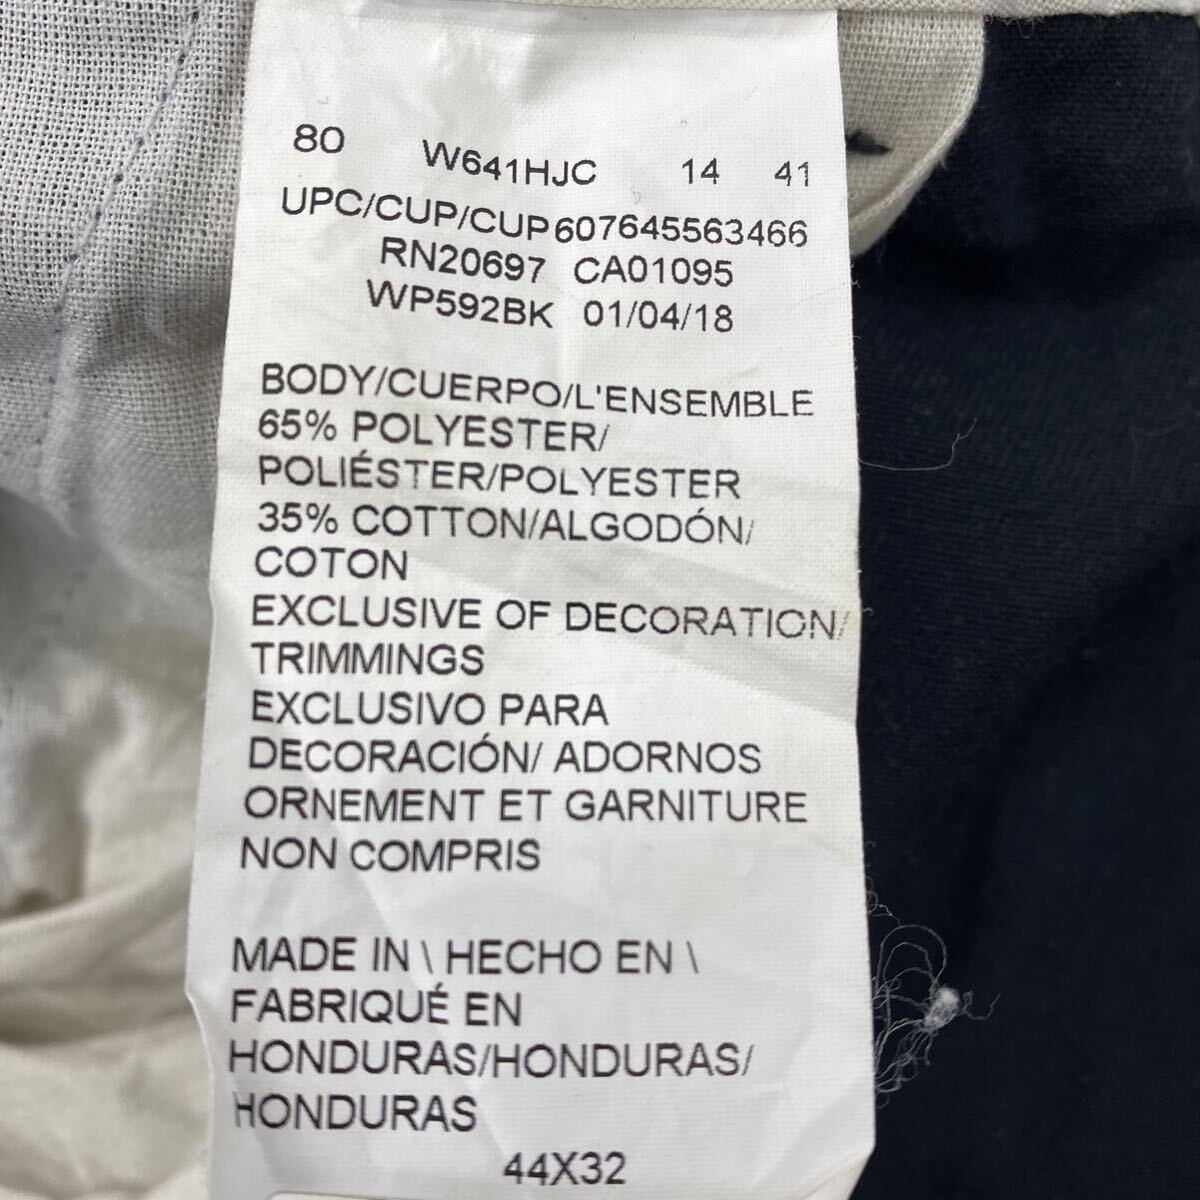 80 W641HJC 14 41
UPC/CUP/CUP607645563466
RN20697 CA01095
WP592BK 01/04/18
BODY/CUERPO/L'ENSEMBLE
65% POLYESTER/
POLIÉSTER/POLYESTER
35% COTTON/ALGODÓN/
COTON
EXCLUSIVE OF DECORATION/
TRIMMINGS
EXCLUSIVO PARA
DECORACIÓN/ ADORNOS
ORNEMENT ET GARNITURE
NON COMPRIS
MADE IN \ HECHO EN \
FABRIQUÉ EN
HONDURAS/HONDURAS/
HONDURAS
44X32